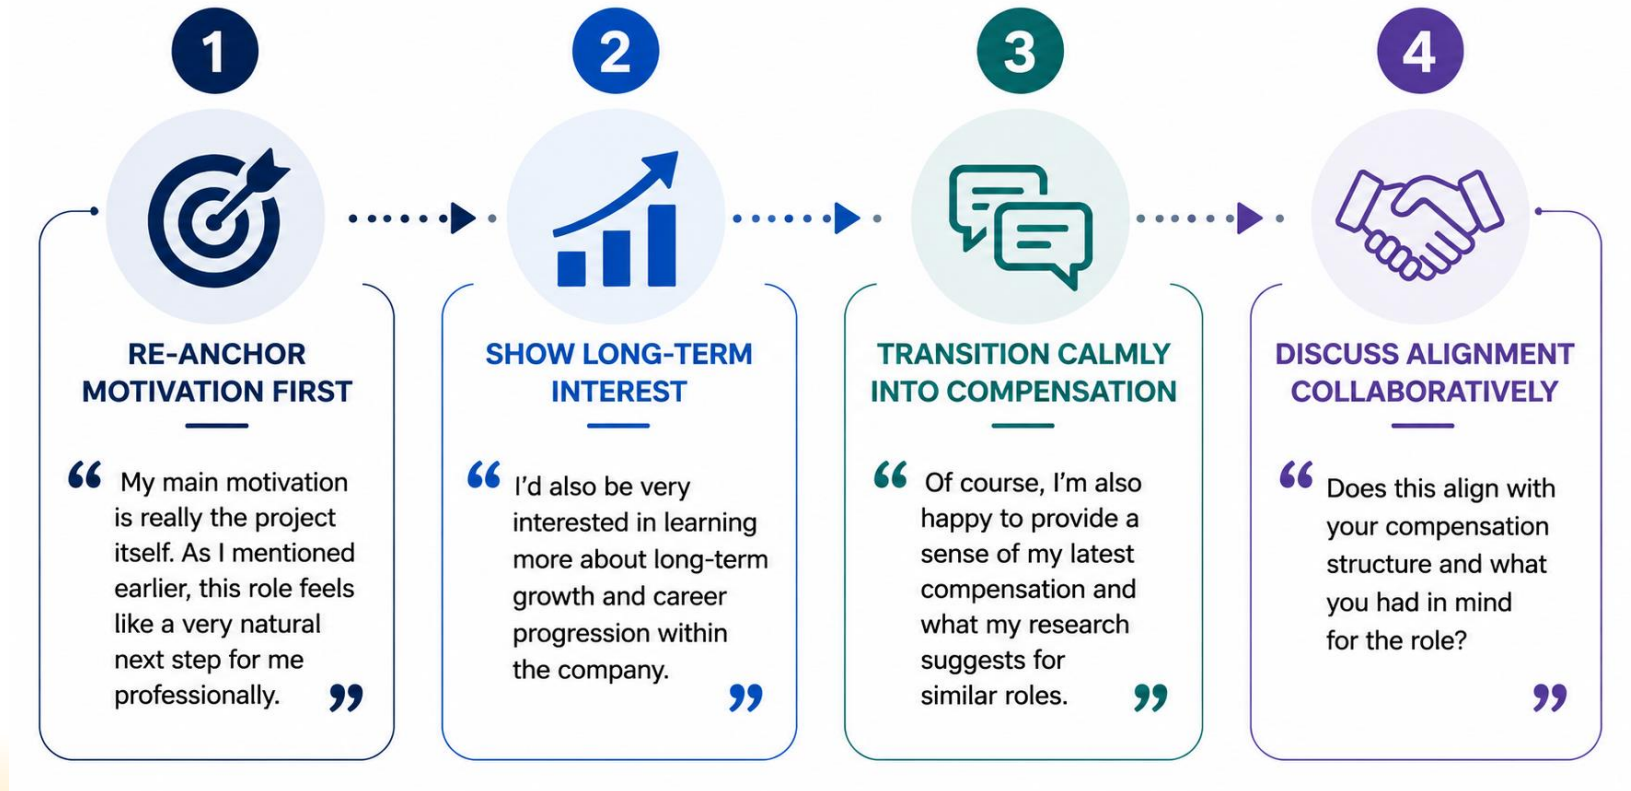 1
RE-ANCHOR
MOTIVATION FIRST
“ My main motivation
is really the project
itself. As I mentioned
earlier, this role feels
like a very natural
next step for me
professionally. ”
2
SHOW LONG-TERM
INTEREST
“ I’d also be very
interested in learning
more about long-term
growth and career
progression within
the company. ”
3
TRANSITION CALMLY
INTO COMPENSATION
“ Of course, I’m also
happy to provide a
sense of my latest
compensation and
what my research
suggests for
similar roles. ”
4
DISCUSS ALIGNMENT
COLLABORATIVELY
“ Does this align with
your compensation
structure and what
you had in mind
for the role? ”